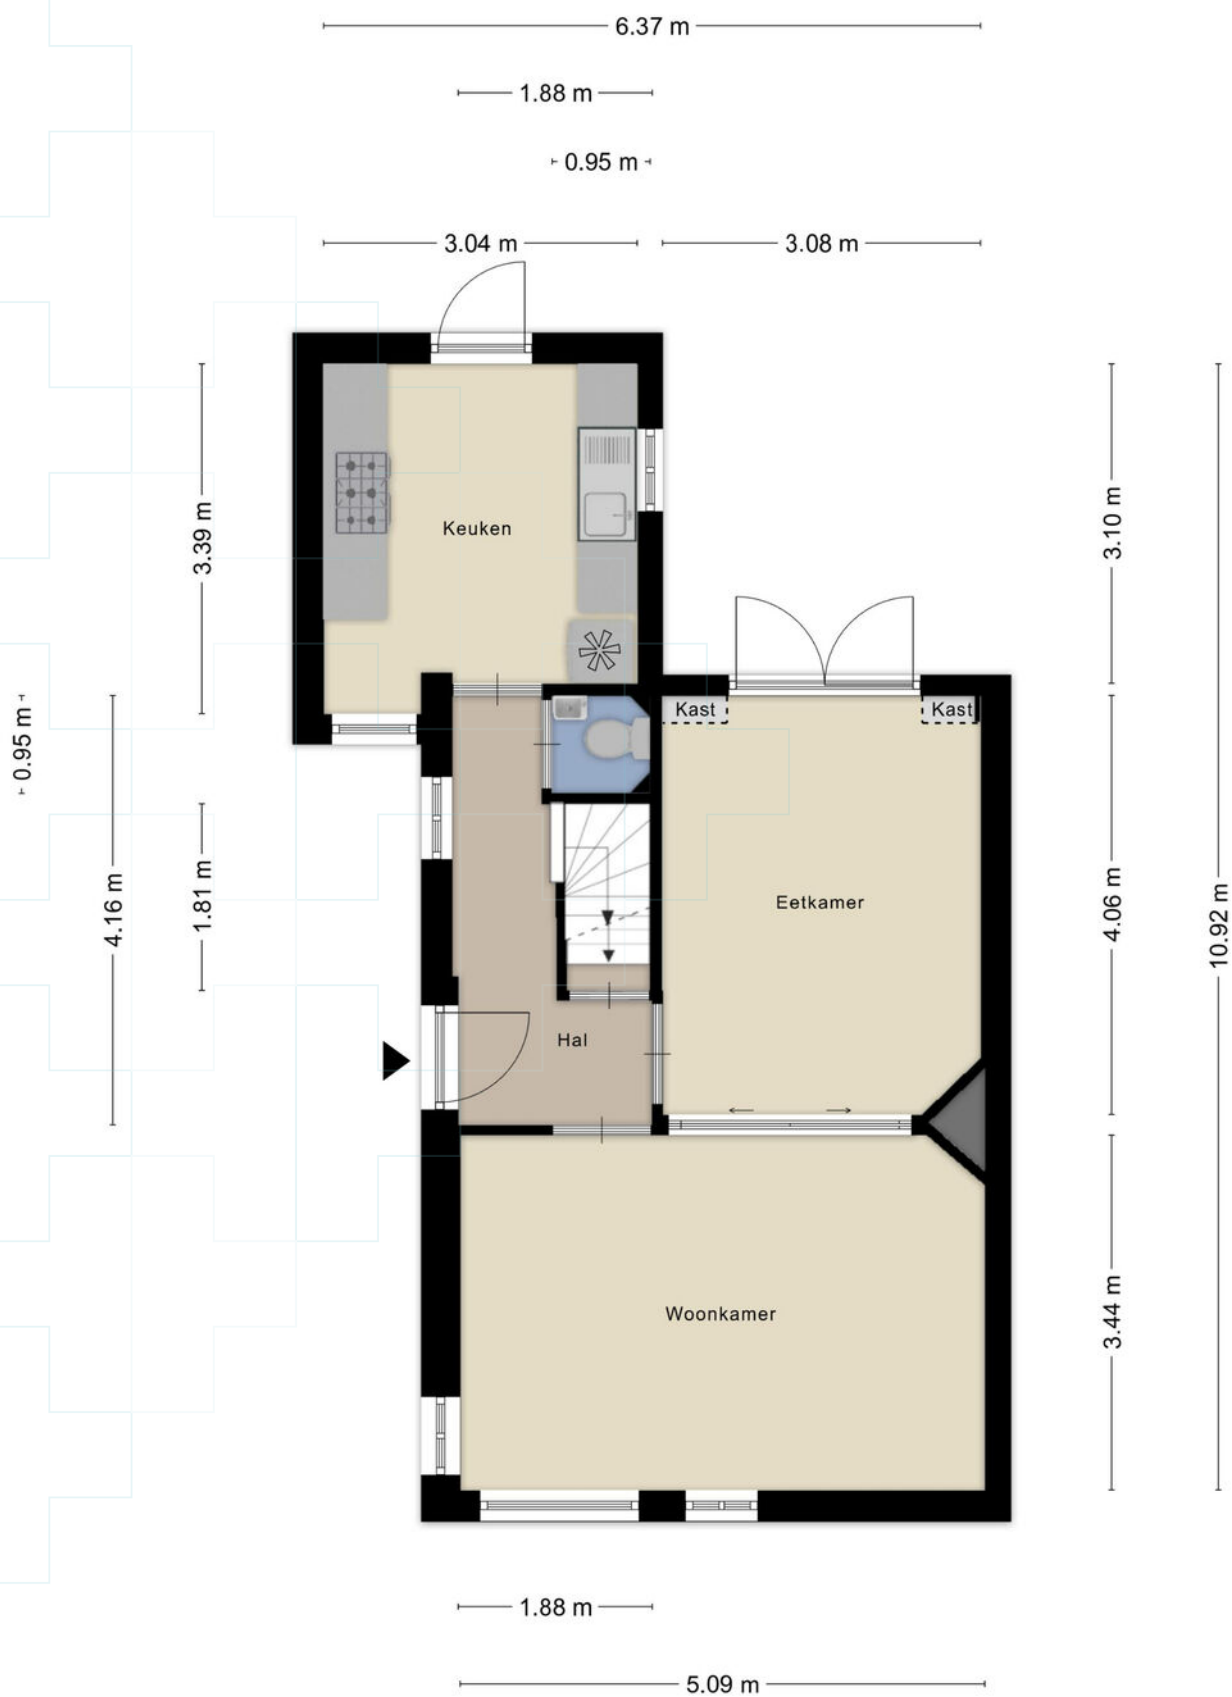 6.37 m
1.88 m
0.95 m
3.04 m
3.08 m
3.39 m
3.10 m
Keuken
0.95 m
Kast
Kast
4.16 m
1.81 m
Eetkamer
4.06 m
10.92 m
Hal
3.44 m
Woonkamer
1.88 m
5.09 m